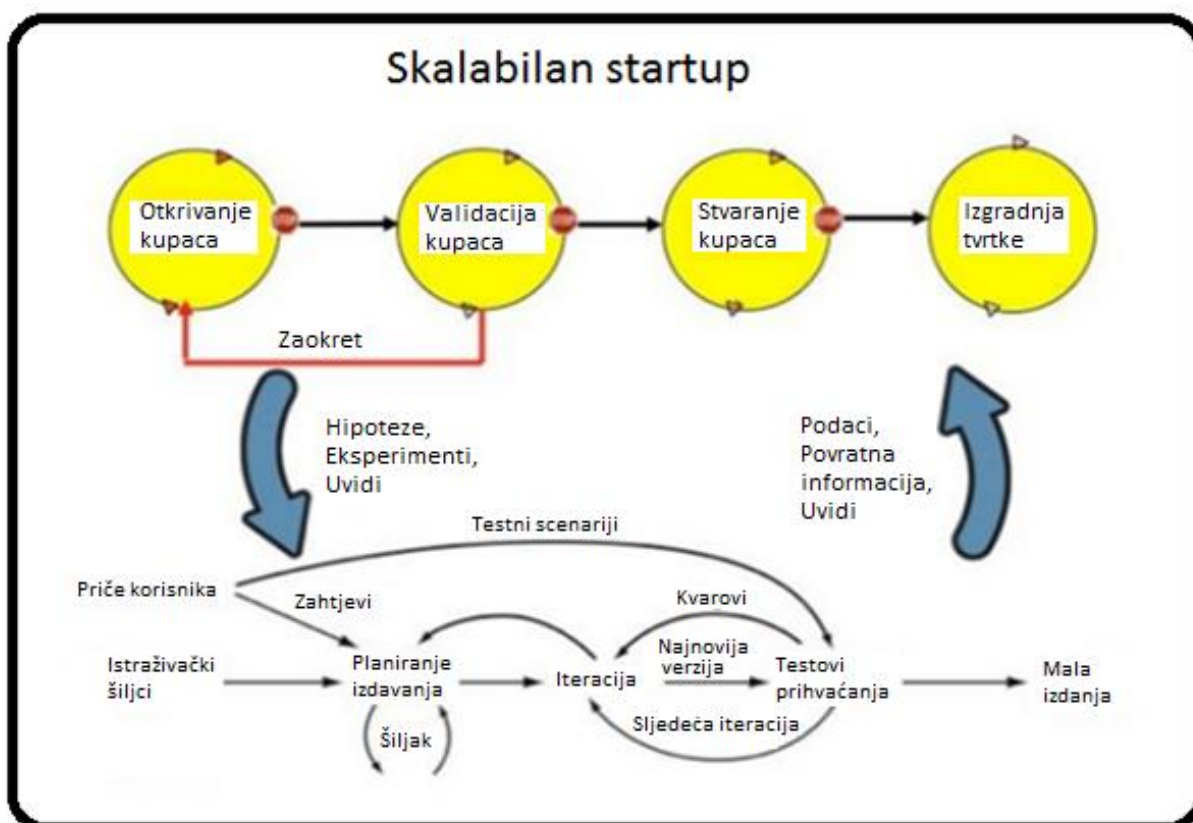 Skalabilan startup
Otkrivanje
kupaca
Validacija
kupaca
Stvaranje
kupaca
Izgradnja
tvrtke
Zaokret
Hipoteze,
Eksperimenti,
Uvidi
Podaci,
Povratna
informacija,
Uvidi
Testni scenariji
Priče korisnika
Zahtjevi
Kvarovi
Istraživački
šiljci
Planiranje
izdavanja
Iteracija
Najnovija
verzija
Testovi
prihvaćanja
Mala
izdanja
Šiljak
Sljedeća iteracija